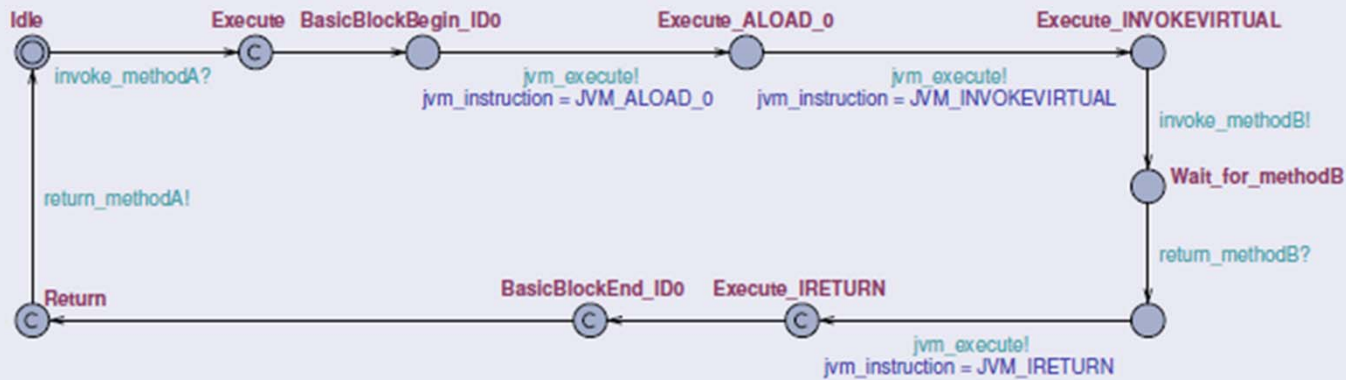 Idle
Execute
BasicBlockBegin_ID0
Execute_ALOAD_0
Execute_INVOKEVIRTUAL
C
invoke_methodA?
jvm_execute!
jvm_instruction = JVM_ALOAD_0
jvm_execute!
jvm_instruction = JVM_INVOKEVIRTUAL
invoke_methodB!
Wait_for_methodB
return_methodA!
return_methodB?
Return
BasicBlockEnd_ID0
Execute_IRETURN
C
C
C
jvm_execute!
jvm_instruction = JVM_IRETURN